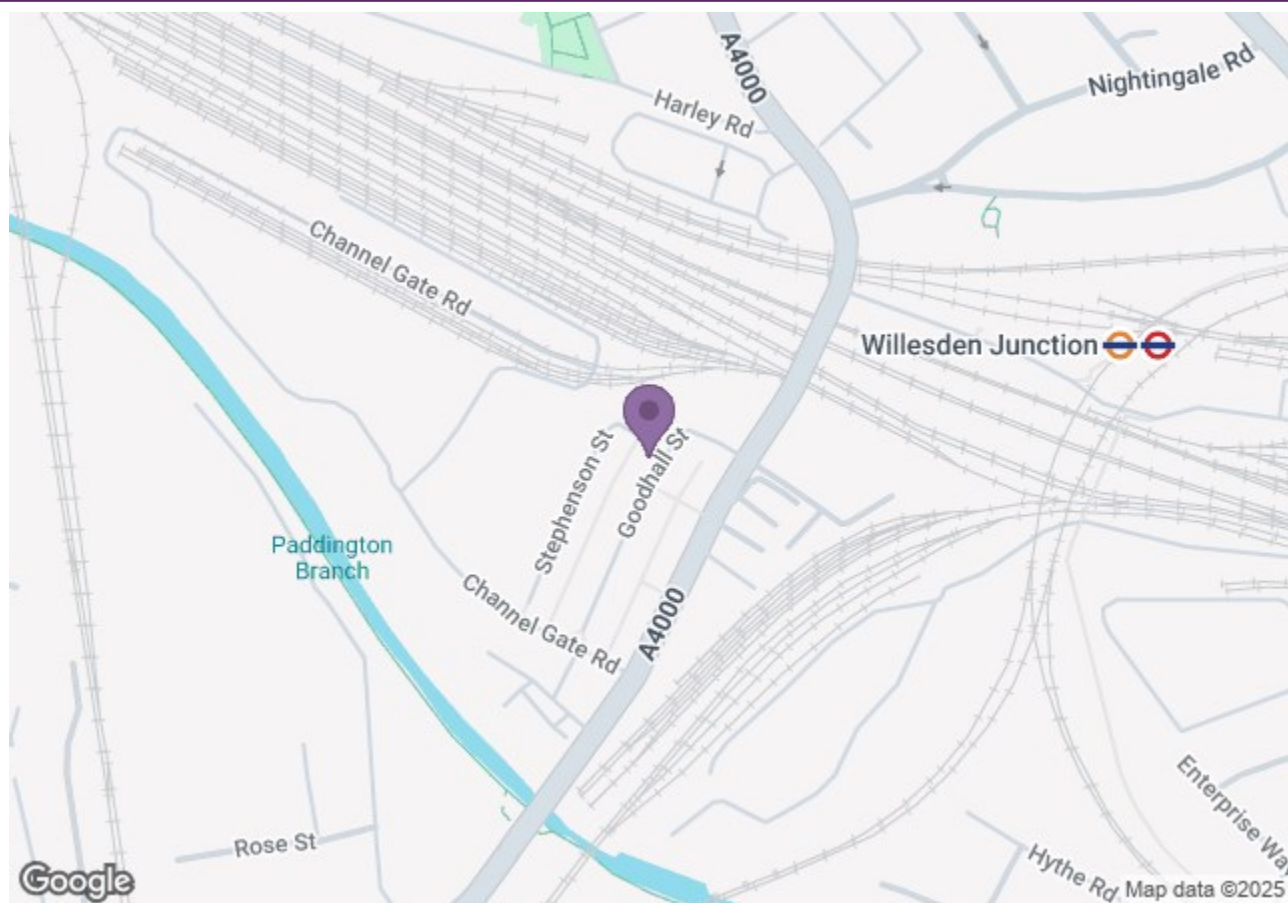 A4000
Nightingale Rd
Harley Rd
Channel Gate Rd
Willesden Junction
Stephenson St
Goodhall St
Paddington
Branch
Channel Gate Rd
A4000
Enterprise Way
Rose St
Hythe Rd
Google
Map data ©2025